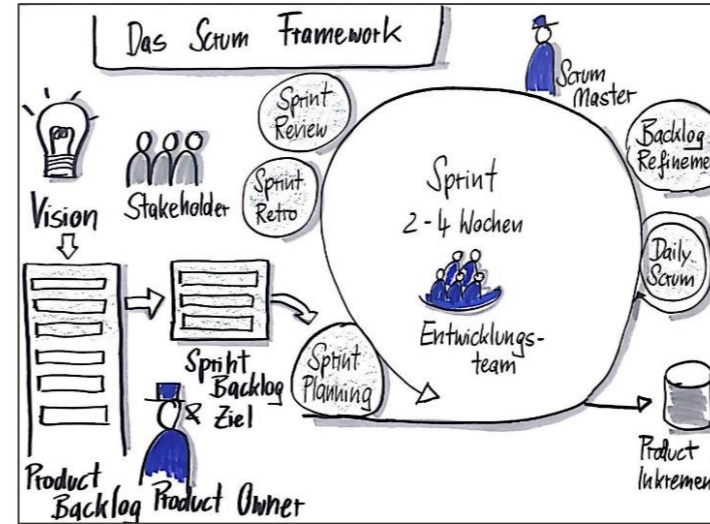 Das Scrum Framework
Vision
Stakeholder
Sprint
Review
Sprint
Retro
Scrum
Master
Backlog
Refineme
Daily
Scrum
Sprint
2-4 Wochen
Entwicklungs-
team
Sprint
Planning
Sprint
Backlog
& Ziel
Product
Backlog
Product Owner
Product
Inkremen